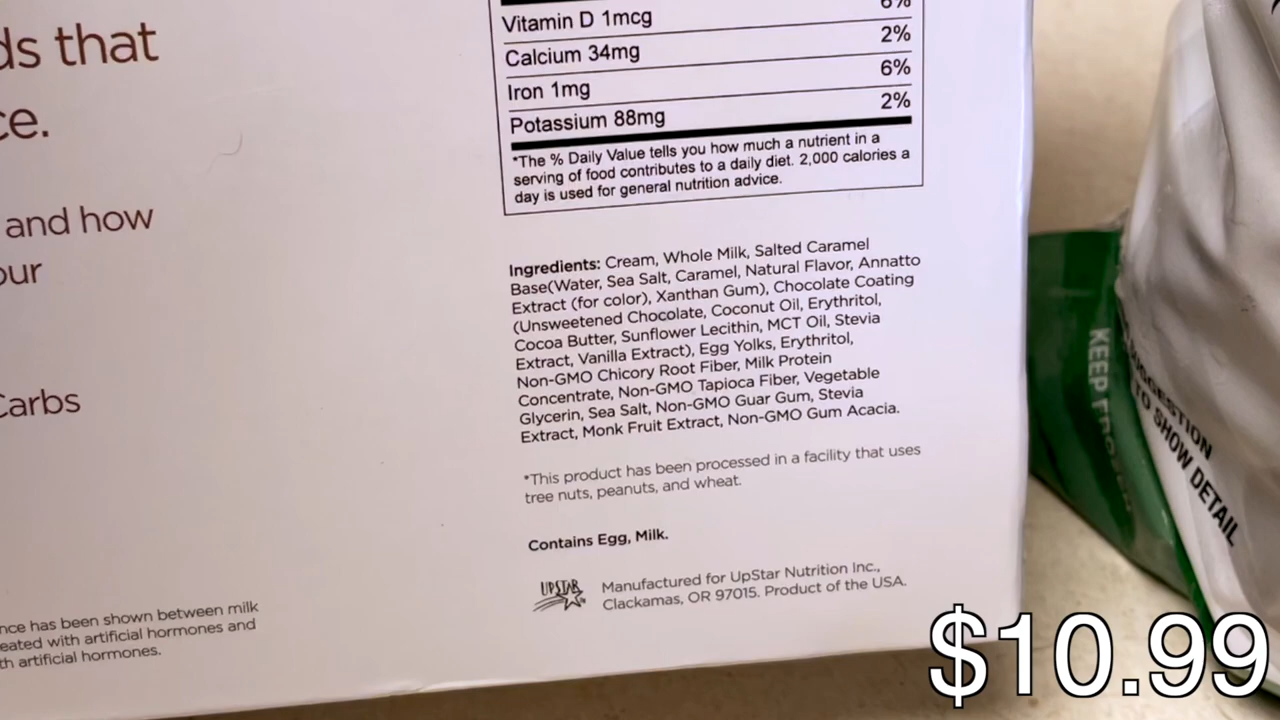 ds that
ce.
and how
our
Carbs
nce has been shown between milk
eated with artificial hormones and
th artificial hormones.
6%
Vitamin D 1mcg
2%
Calcium 34mg
6%
Iron 1mg
2%
Potassium 88mg
*The % Daily Value tells you how much a nutrient in a
serving of food contributes to a daily diet. 2,000 calories a
day is used for general nutrition advice.
Ingredients: Cream, Whole Milk, Salted Caramel
Base(Water, Sea Salt, Caramel, Natural Flavor, Annatto
Extract (for color), Xanthan Gum), Chocolate Coating
(Unsweetened Chocolate, Coconut Oil, Erythritol,
Cocoa Butter, Sunflower Lecithin, MCT Oil, Stevia
Extract, Vanilla Extract), Egg Yolks, Erythritol,
Non-GMO Chicory Root Fiber, Milk Protein
Concentrate, Non-GMO Tapioca Fiber, Vegetable
Glycerin, Sea Salt, Non-GMO Guar Gum, Stevia
Extract, Monk Fruit Extract, Non-GMO Gum Acacia.
*This product has been processed in a facility that uses
tree nuts, peanuts, and wheat.
Contains Egg, Milk.
UPSTAR
Manufactured for UpStar Nutrition Inc.,
Clackamas, OR 97015. Product of the USA.
KEEP FROZEN
SUGGESTION
TO SHOW DETAIL
$10.99